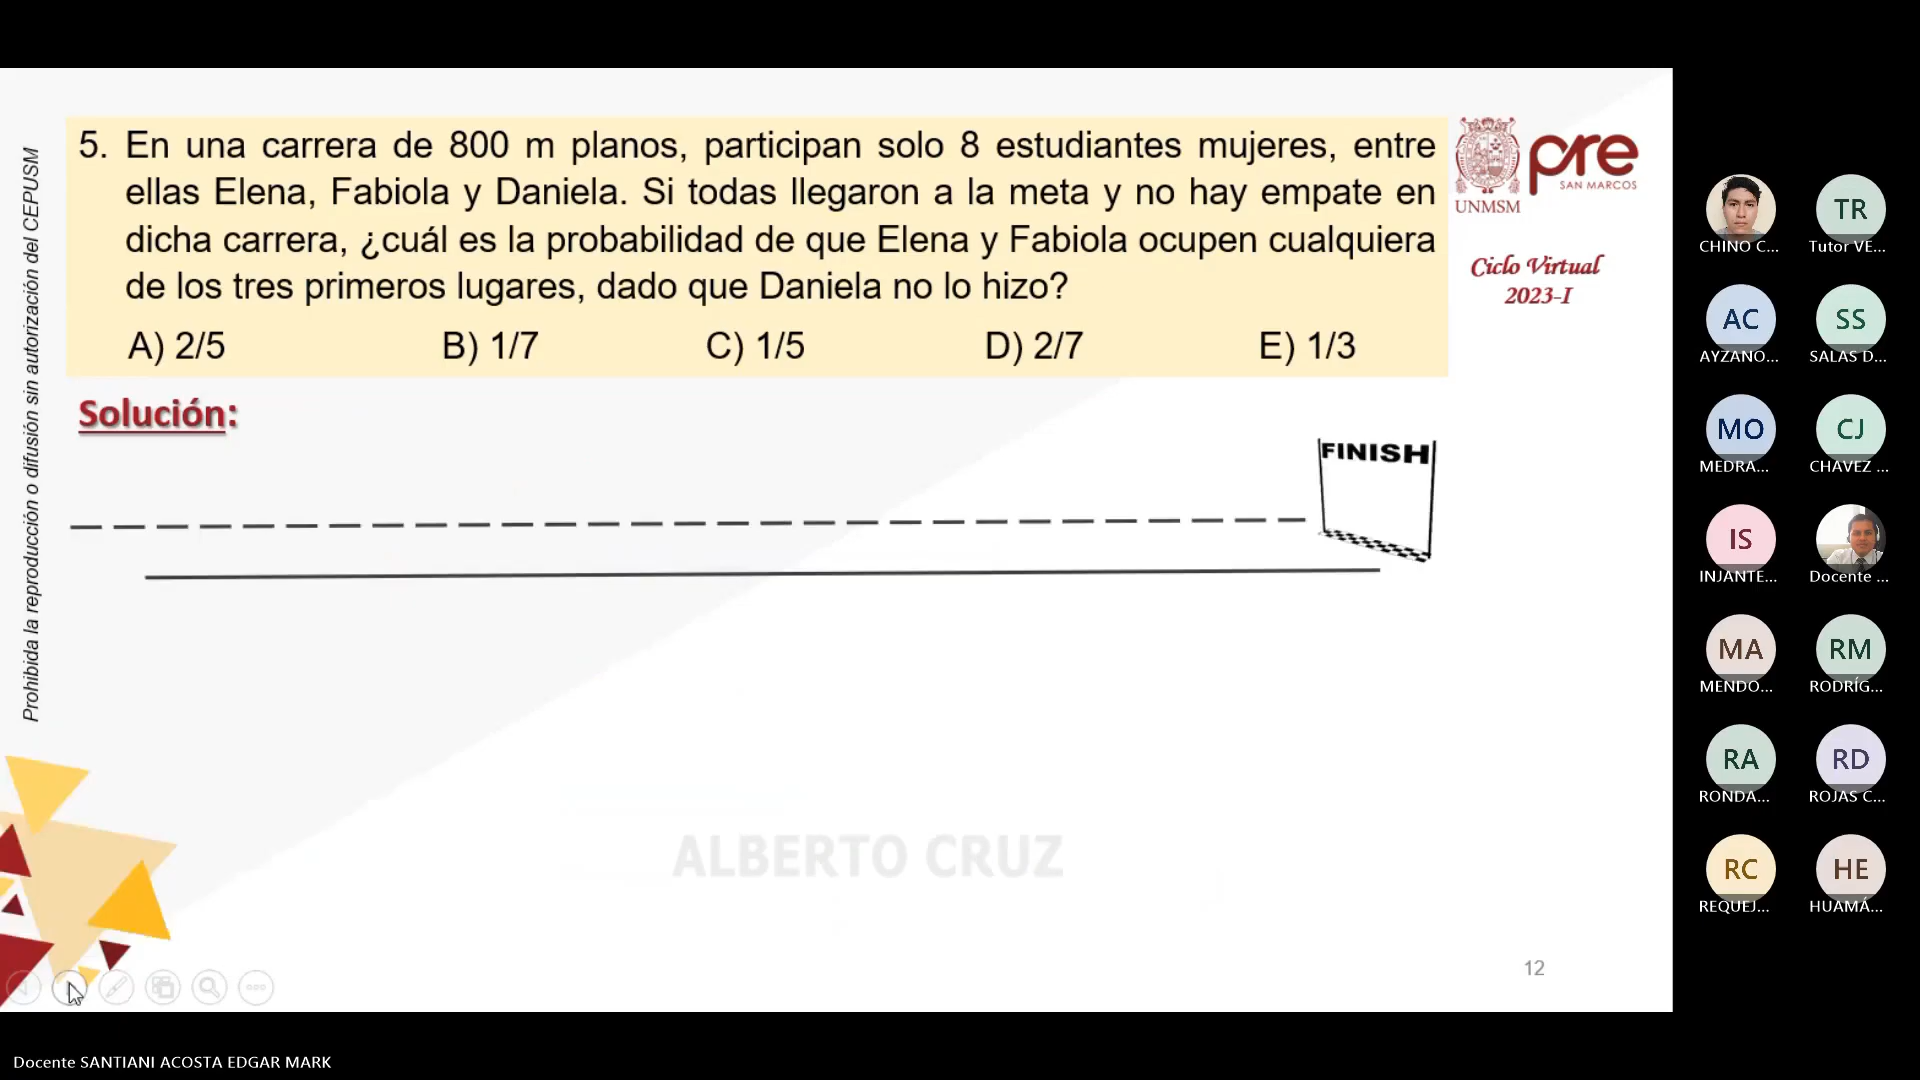 Prohibida la reproducción o difusión sin autorización del CEPUSM
5. En una carrera de 800 m planos, participan solo 8 estudiantes mujeres, entre
ellas Elena, Fabiola y Daniela. Si todas llegaron a la meta y no hay empate en
dicha carrera, ¿cuál es la probabilidad de que Elena y Fabiola ocupen cualquiera
de los tres primeros lugares, dado que Daniela no lo hizo?
A) 2/5 B) 1/7 C) 1/5 D) 2/7 E) 1/3
UNMSM
pre
SAN MARCOS
Ciclo Virtual
2023-I
Solución:
FINISH
ALBERTO CRUZ
12
CHINO C...
TR
Tutor VE...
AC
AYZANO...
SS
SALAS D...
MO
MEDRA...
CJ
CHAVEZ ...
IS
INJANTE...
Docente ...
MA
MENDO...
RM
RODRÍG...
RA
RONDA...
RD
ROJAS C...
RC
REQUEJ...
HE
HUAMÁ...
Docente SANTIANI ACOSTA EDGAR MARK